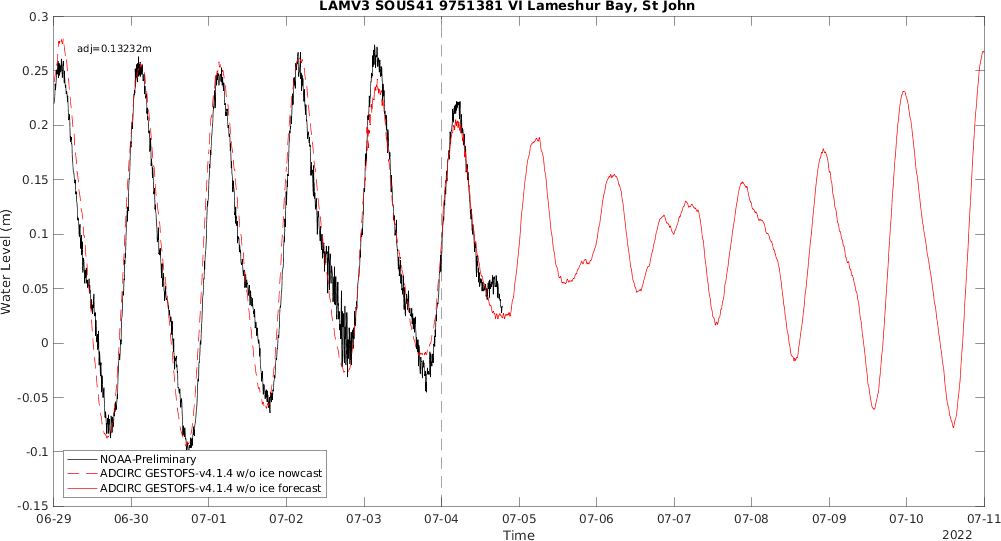 LAMV3 SOUS41 9751381 VI Lameshur Bay, St John
adj=0.13232m
Water Level (m)
0.3
0.25
0.2
0.15
0.1
0.05
0
-0.05
-0.1
-0.15
NOAA-Preliminary
ADCIRC GESTOFS-v4.1.4 w/o ice nowcast
ADCIRC GESTOFS-v4.1.4 w/o ice forecast
06-29 06-30 07-01 07-02 07-03 07-04 07-05 07-06 07-07 07-08 07-09 07-10 07-11
2022
Time